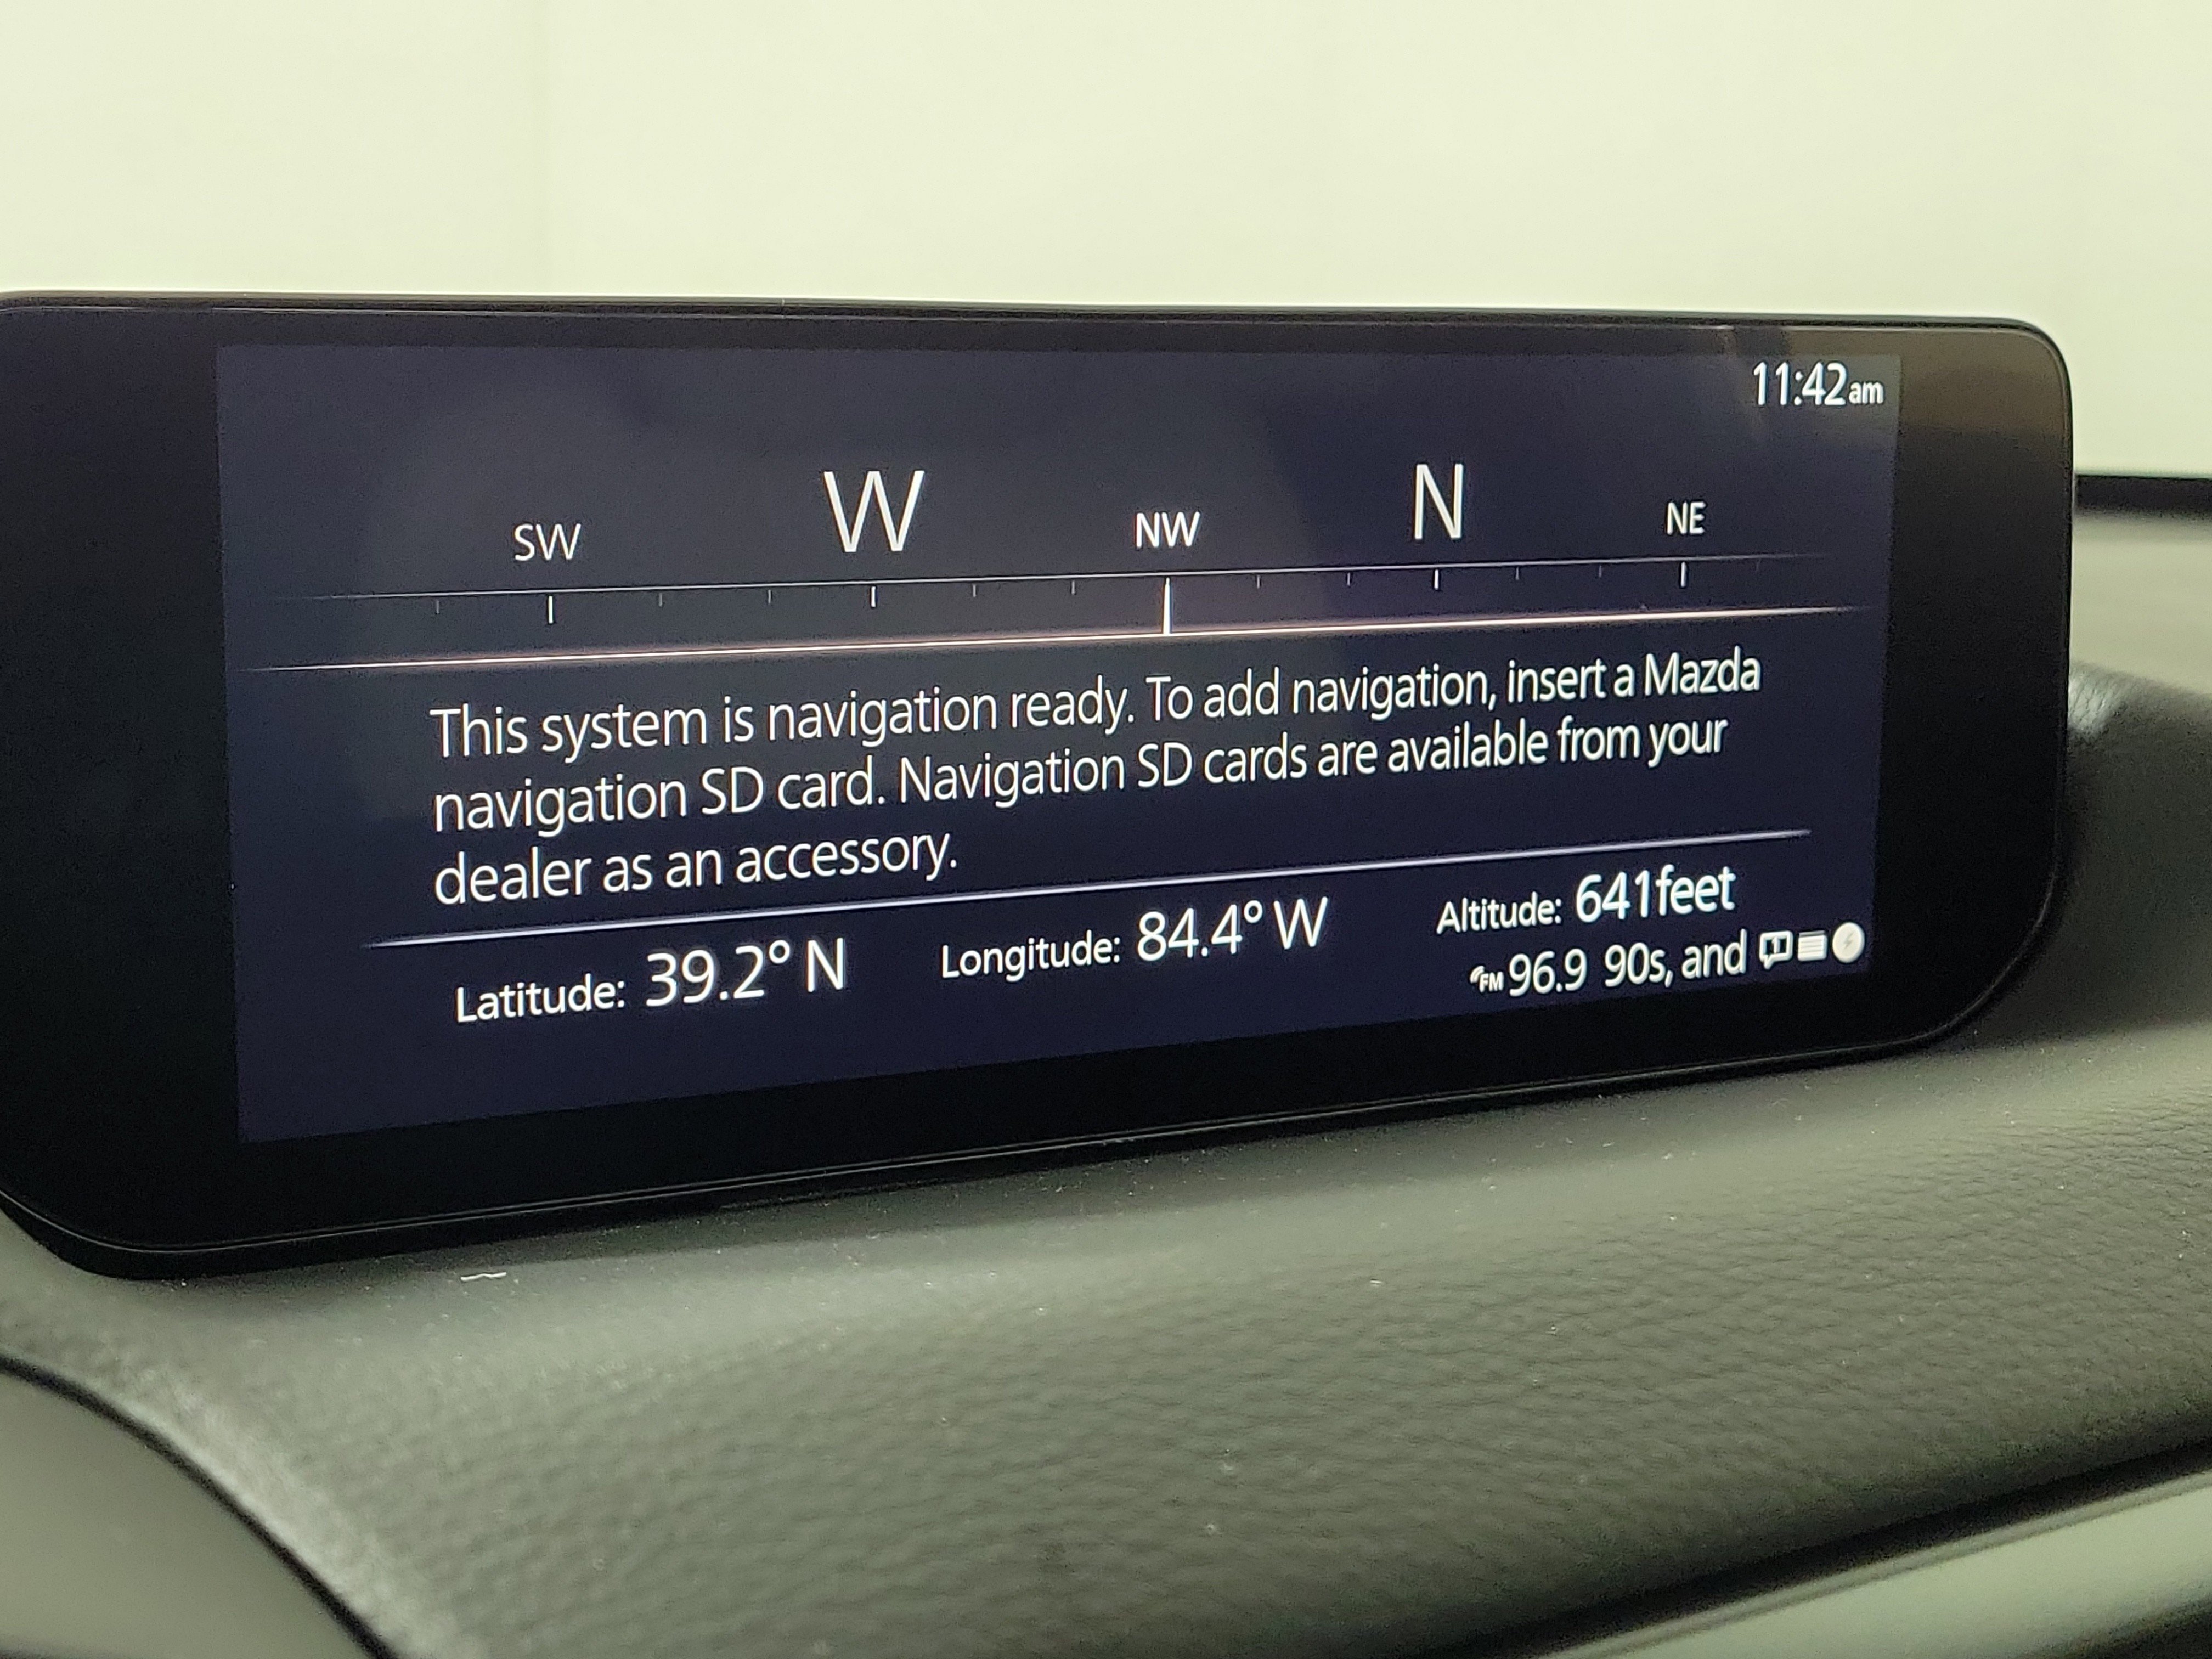 11:42am
SW W NW N NE
This system is navigation ready. To add navigation, insert a Mazda
navigation SD card. Navigation SD cards are available from your
dealer as an accessory.
Latitude: 39.2° N Longitude: 84.4° W Altitude: 641feet
FM 96.9 90s, and